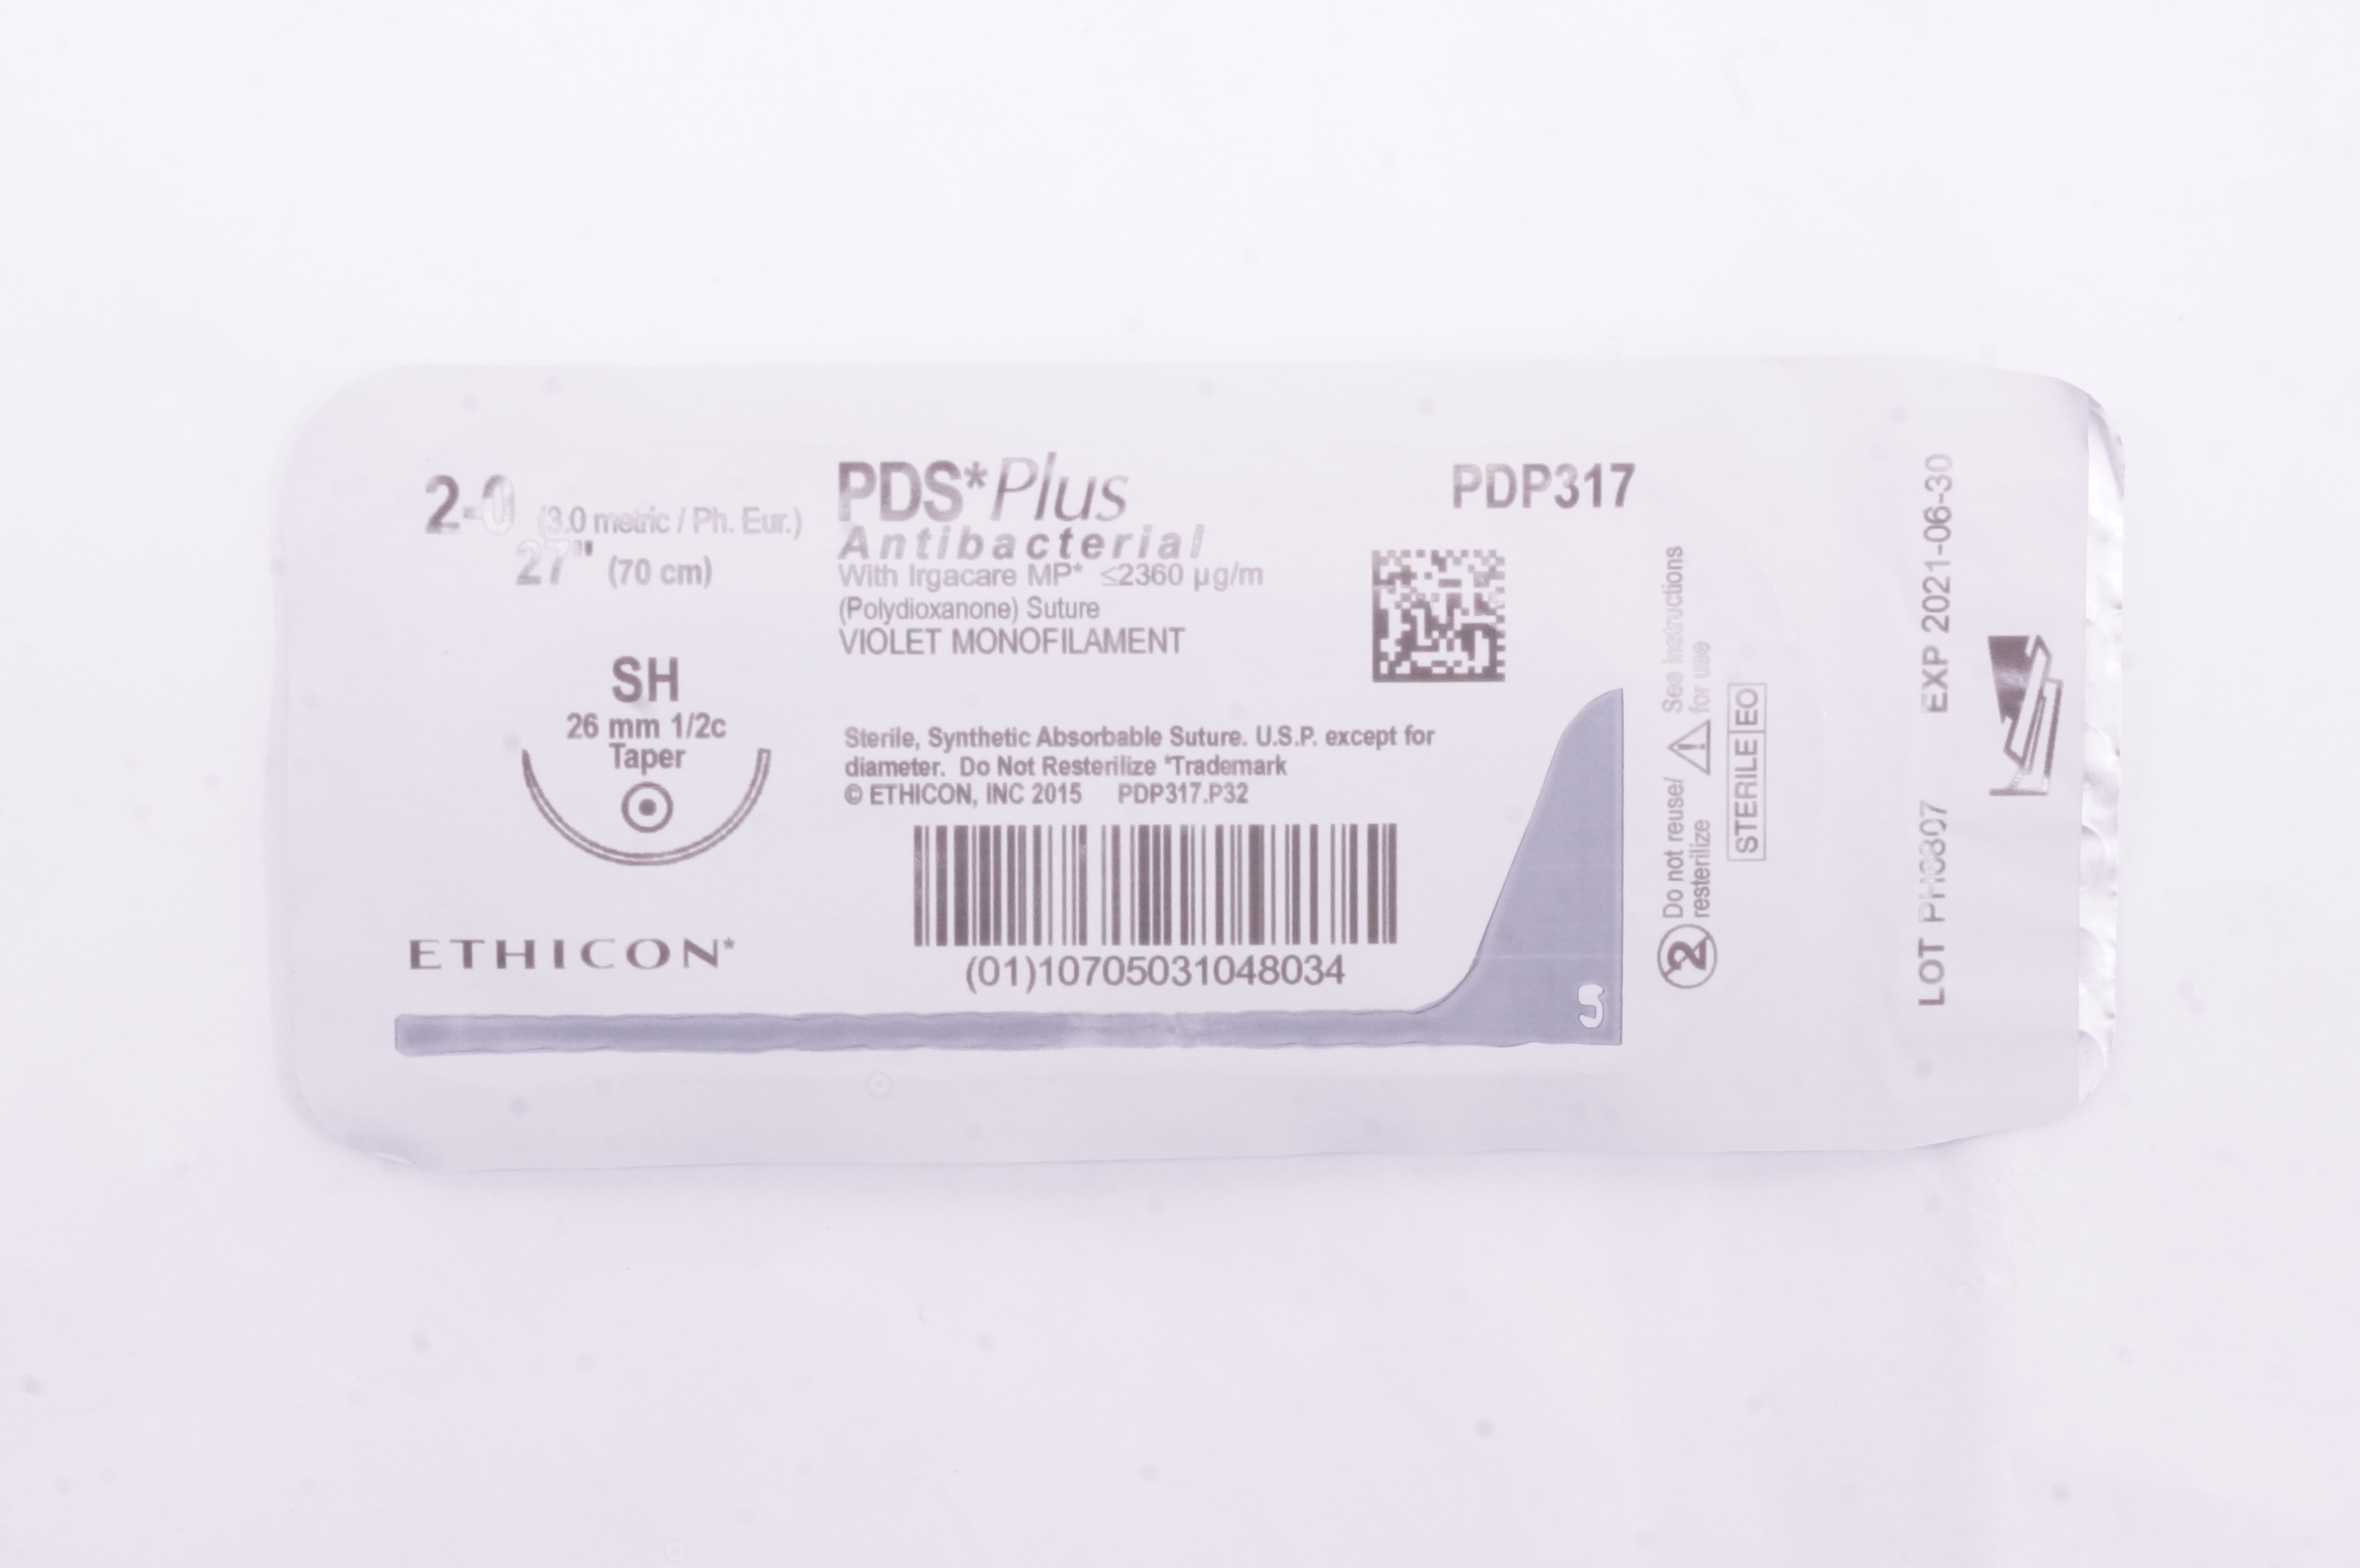 2-0 (3.0 metric / Ph. Eur.)
27" (70 cm)
SH
26 mm 1/2c
Taper
ETHICON*
PDS*Plus
Antibacterial
With Irgacare MP* ≤2360 µg/m
(Polydioxanone) Suture
VIOLET MONOFILAMENT
Sterile, Synthetic Absorbable Suture. U.S.P. except for
diameter. Do Not Resterilize *Trademark
© ETHICON, INC 2015 PDP317.P32
(01)10705031048034
PDP317
2 Do not reuse/
resterilize
See instructions
for use
STERILE EO
LOT
EXP 2021-06-30